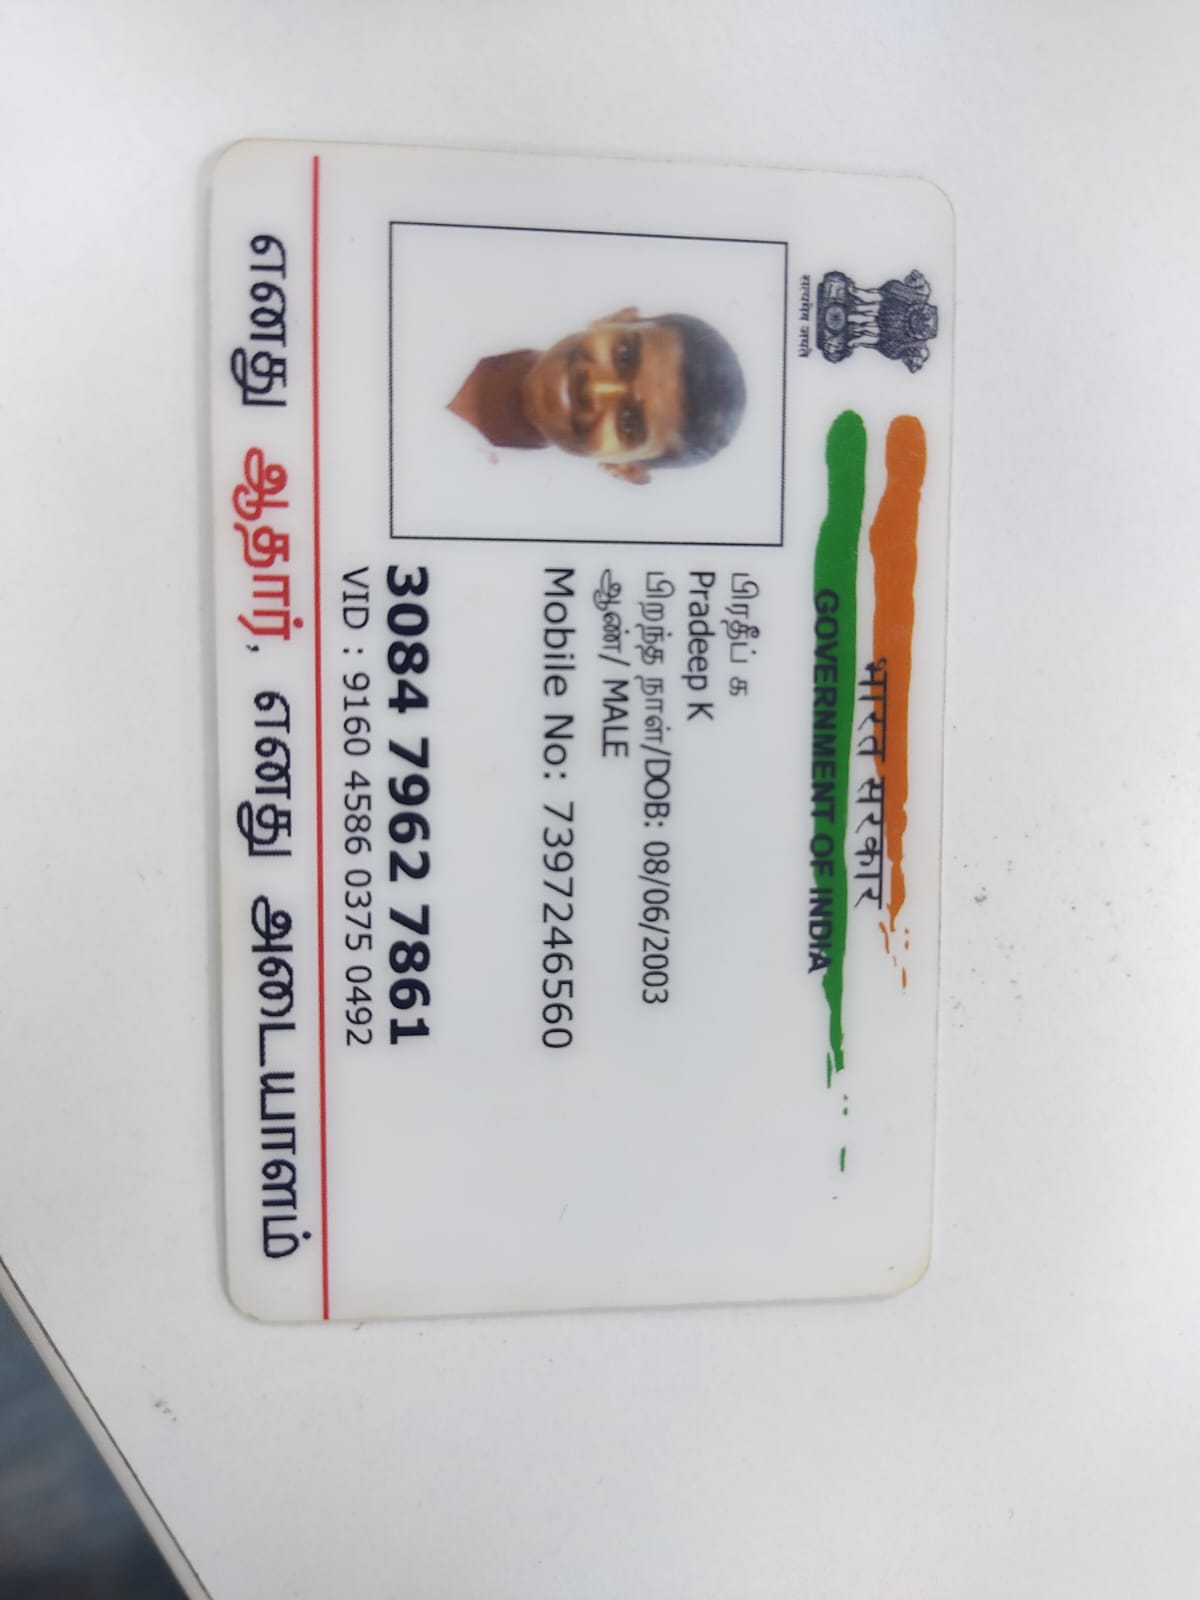 भारत सरकार
GOVERNMENT OF INDIA
सत्यमेव जयते
பிரதீப் க
Pradeep K
பிறந்த நாள்/DOB: 08/06/2003
ஆண்/ MALE
Mobile No: 7397246560
3084 7962 7861
VID : 9160 4586 0375 0492
எனது ஆதார், எனது அடையாளம்